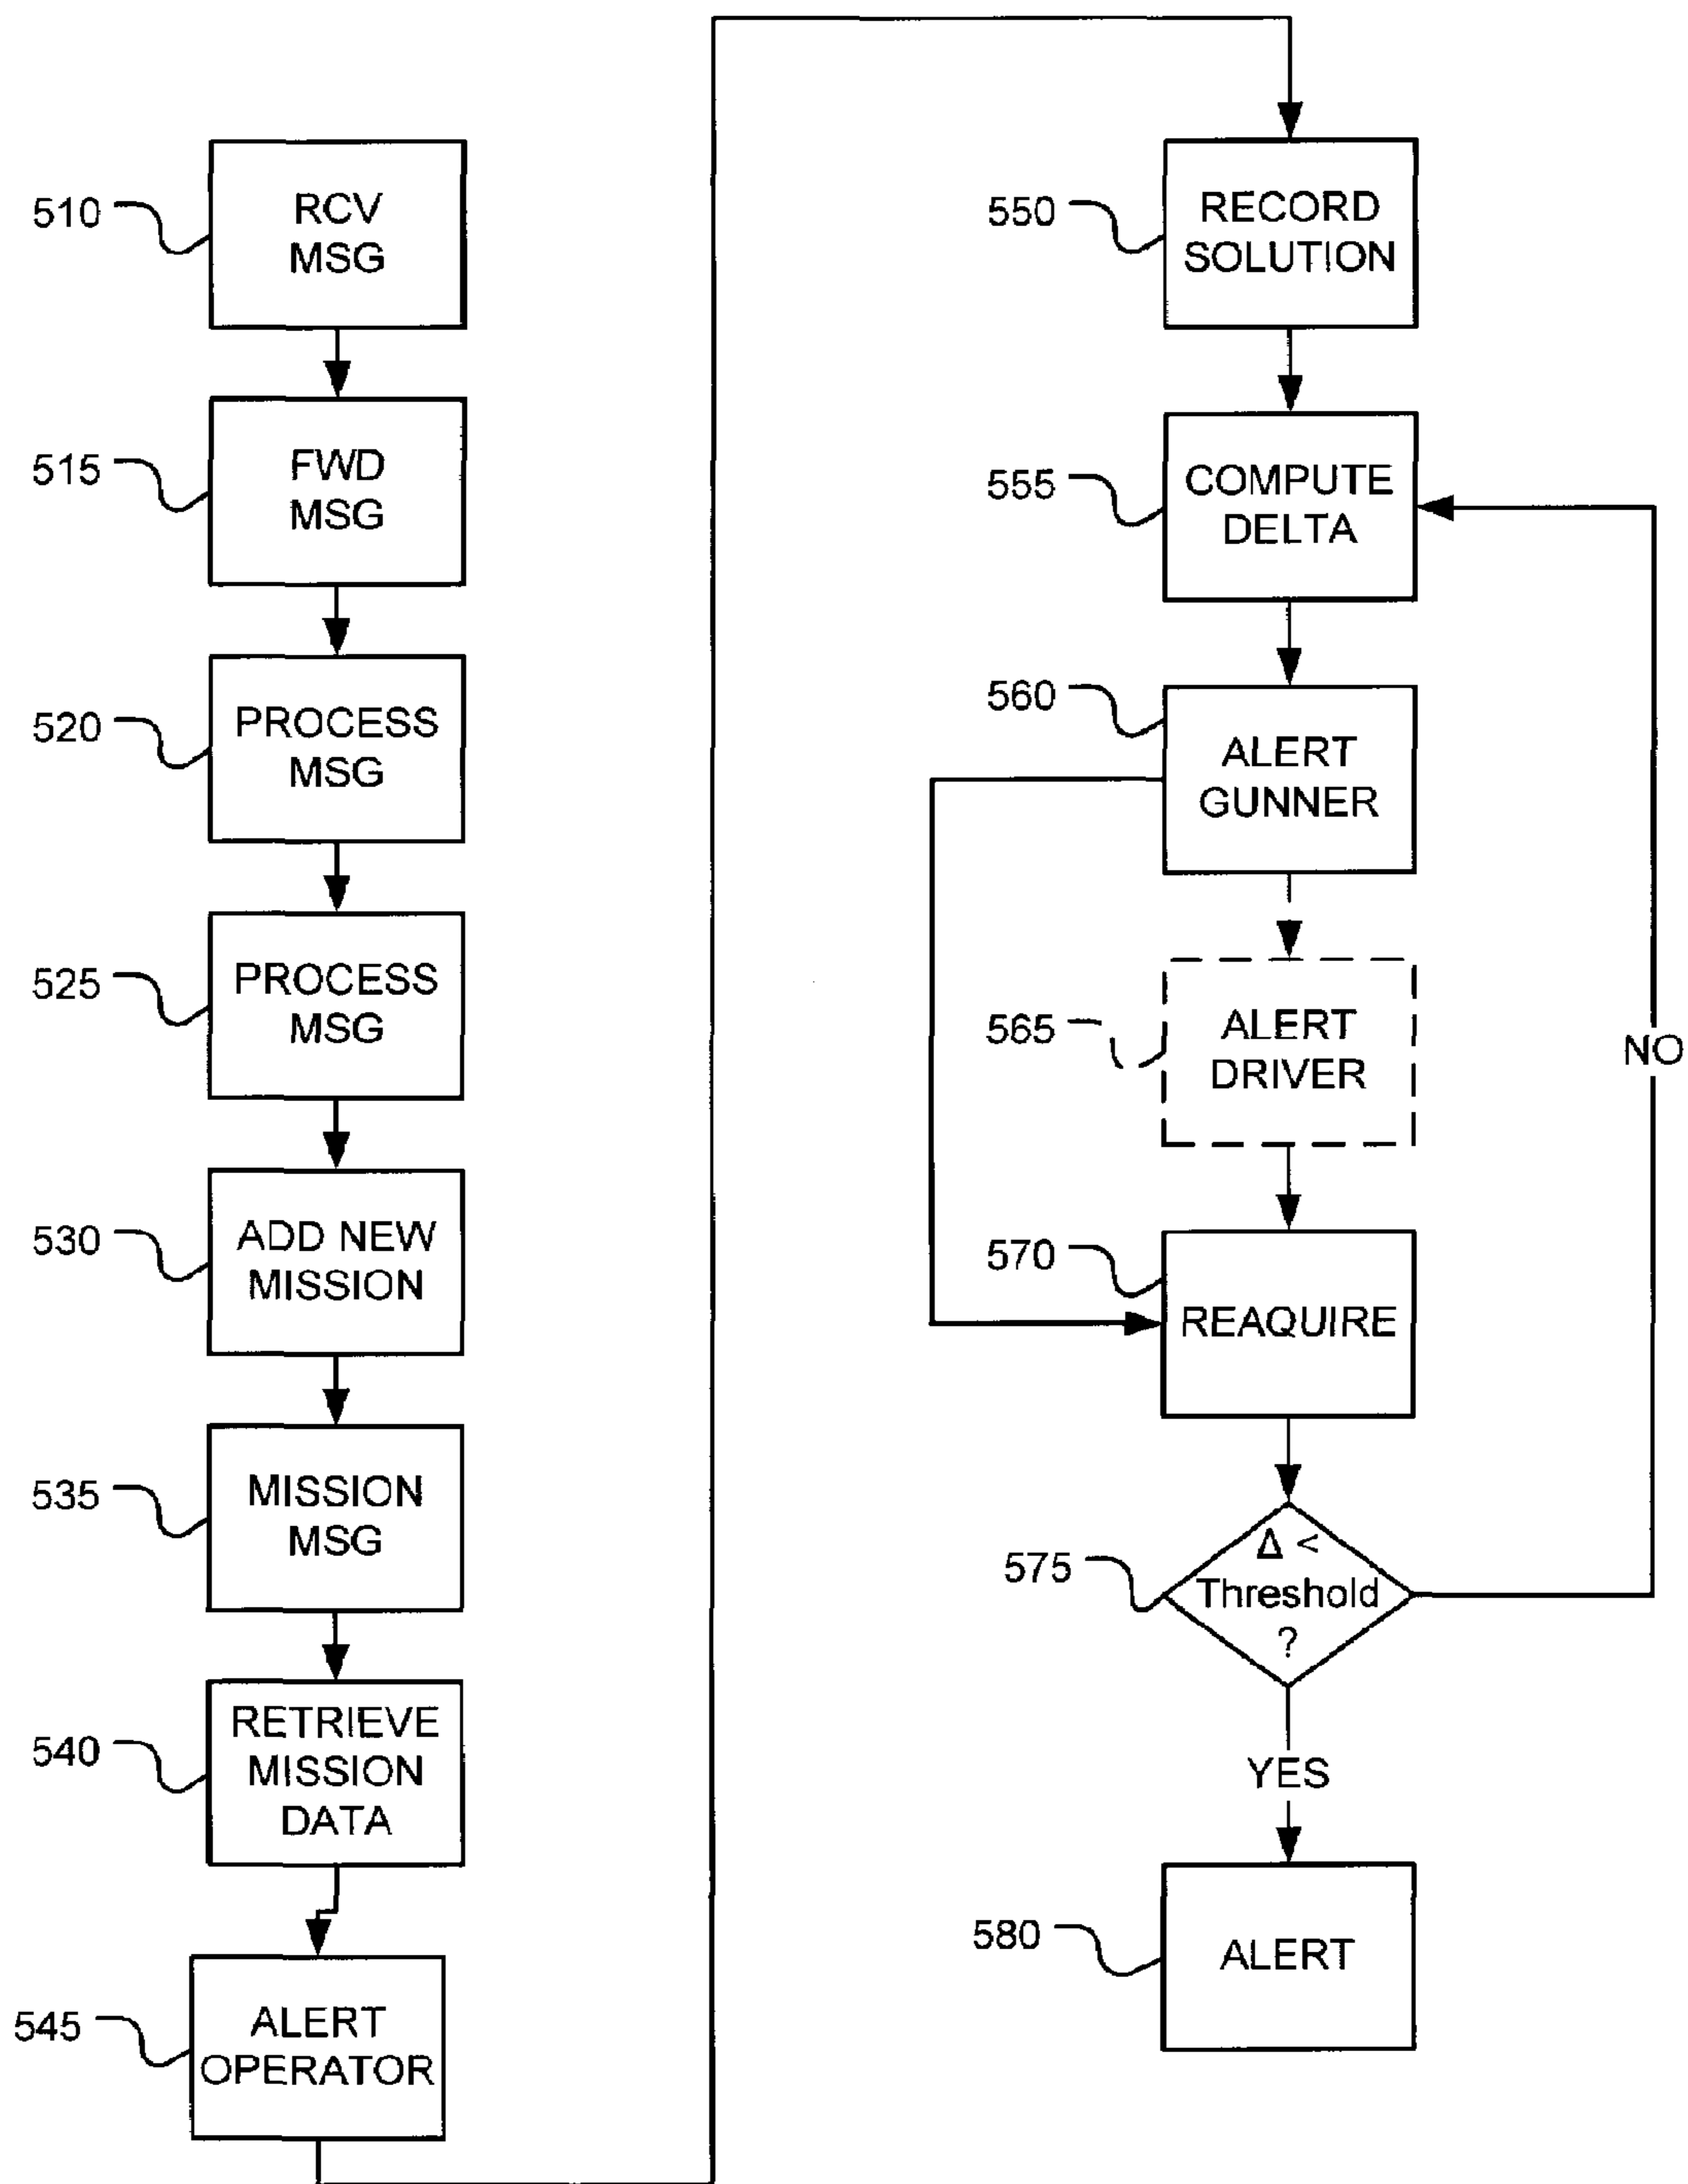 510
RCV
MSG
515
FWD
MSG
520
PROCESS
MSG
525
PROCESS
MSG
530
ADD NEW
MISSION
535
MISSION
MSG
540
RETRIEVE
MISSION
DATA
545
ALERT
OPERATOR
550
RECORD
SOLUTION
555
COMPUTE
DELTA
560
ALERT
GUNNER
565
ALERT
DRIVER
NO
570
REAQUIRE
575
Δ <
Threshold
?
YES
580
ALERT